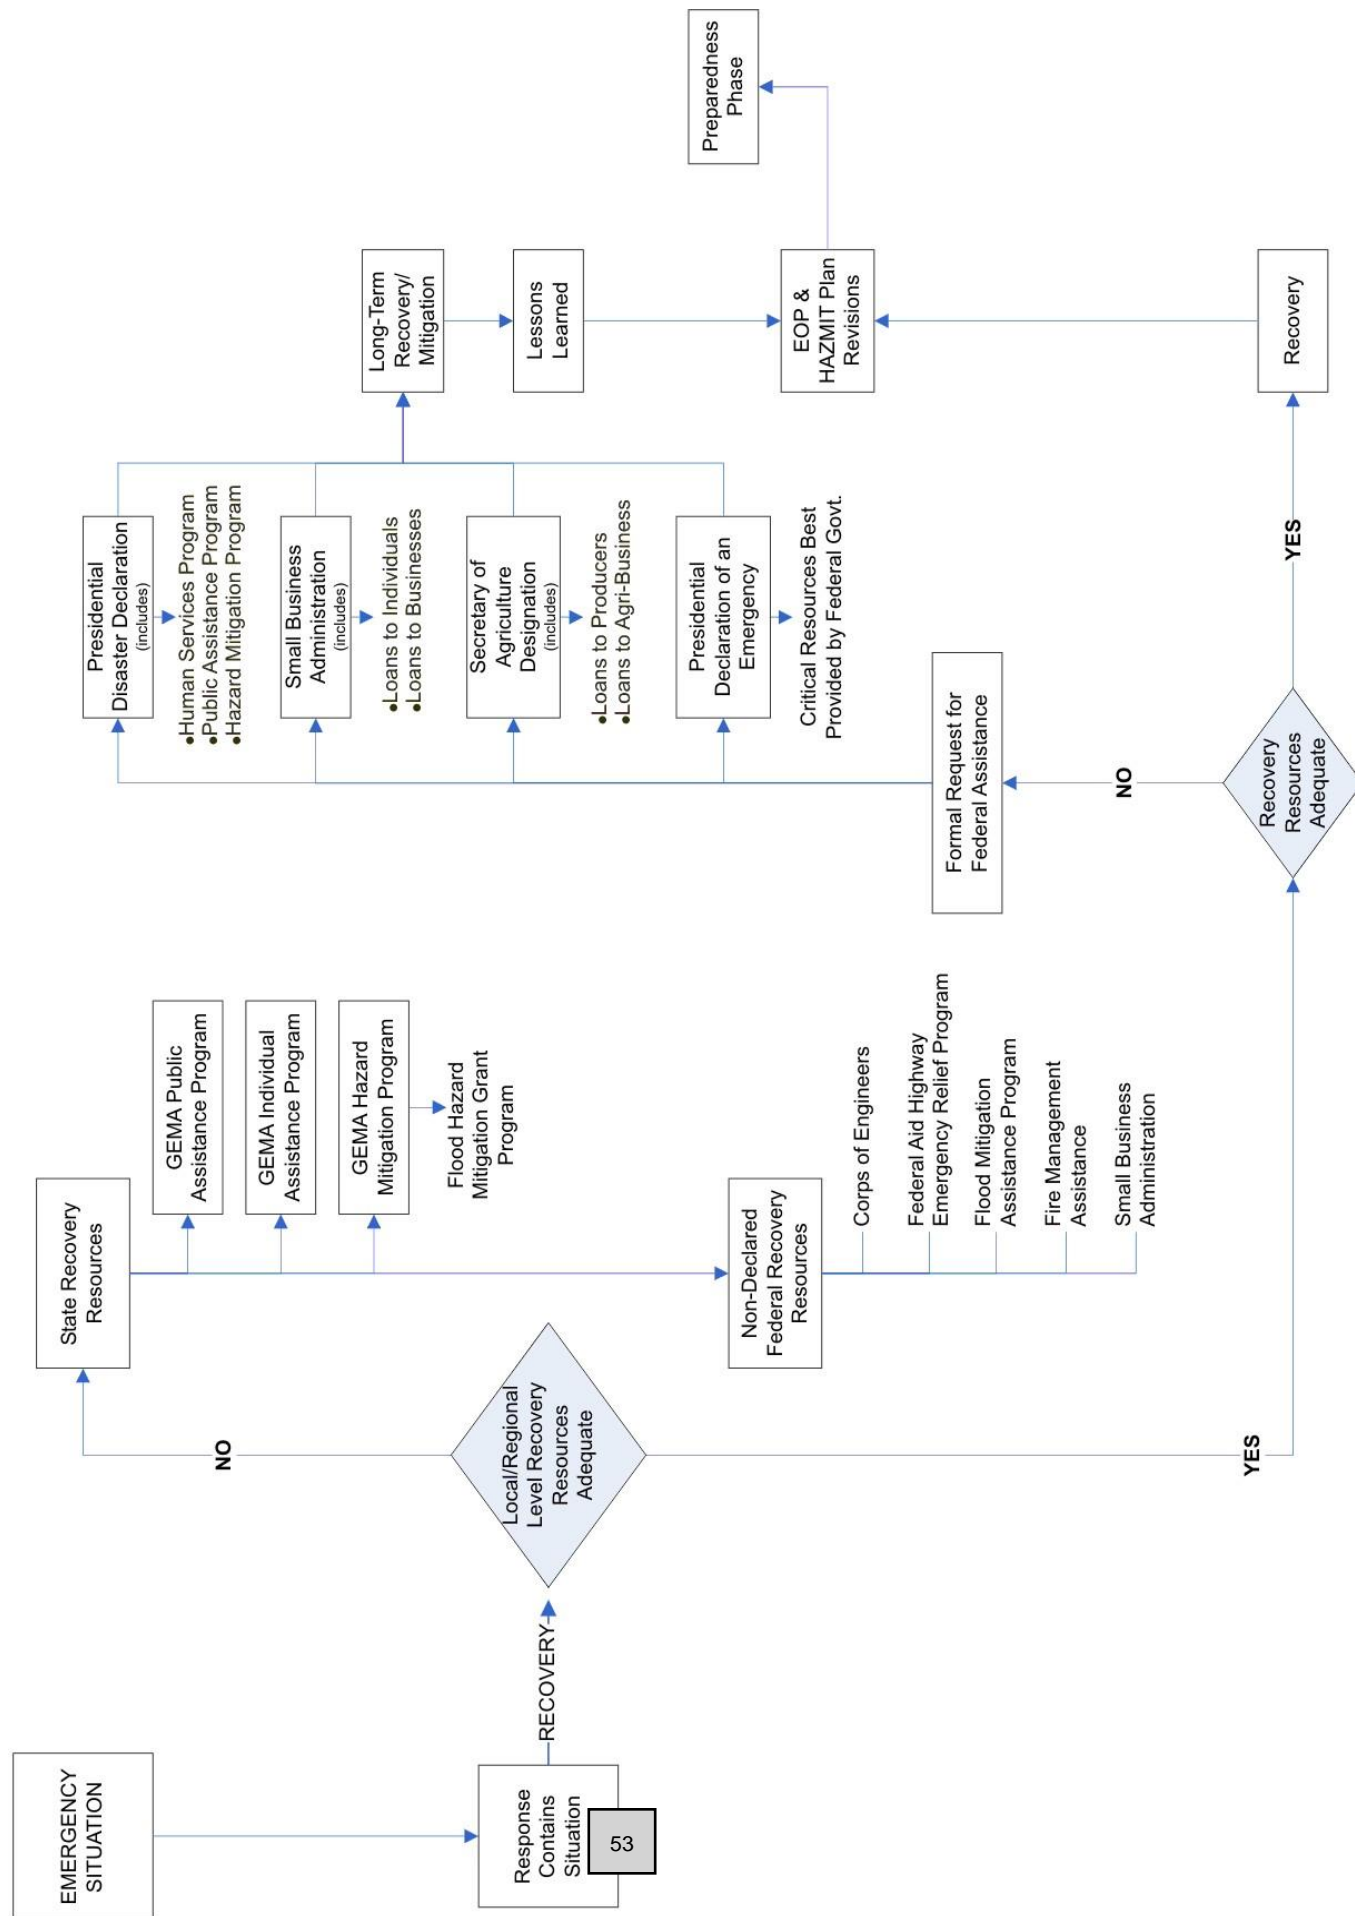 EMERGENCY
SITUATION
Response
Contains
Situation
53
RECOVERY
Local/Regional
Level Recovery
Resources
Adequate
NO
YES
State Recovery
Resources
GEMA Public
Assistance Program
GEMA Individual
Assistance Program
GEMA Hazard
Mitigation Program
Flood Hazard
Mitigation Grant
Program
Non-Declared
Federal Recovery
Resources
Corps of Engineers
Federal Aid Highway
Emergency Relief Program
Flood Mitigation
Assistance Program
Fire Management
Assistance
Small Business
Administration
Recovery
Resources
Adequate
NO
YES
Formal Request for
Federal Assistance
Presidential
Disaster Declaration
(includes)
•Human Services Program
•Public Assistance Program
•Hazard Mitigation Program
Small Business
Administration
(includes)
•Loans to Individuals
•Loans to Businesses
Secretary of
Agriculture
Designation
(includes)
•Loans to Producers
•Loans to Agri-Business
Presidential
Declaration of an
Emergency
Critical Resources Best
Provided by Federal Govt.
Long-Term
Recovery/
Mitigation
Lessons
Learned
EOP &
HAZMIT Plan
Revisions
Recovery
Preparedness
Phase